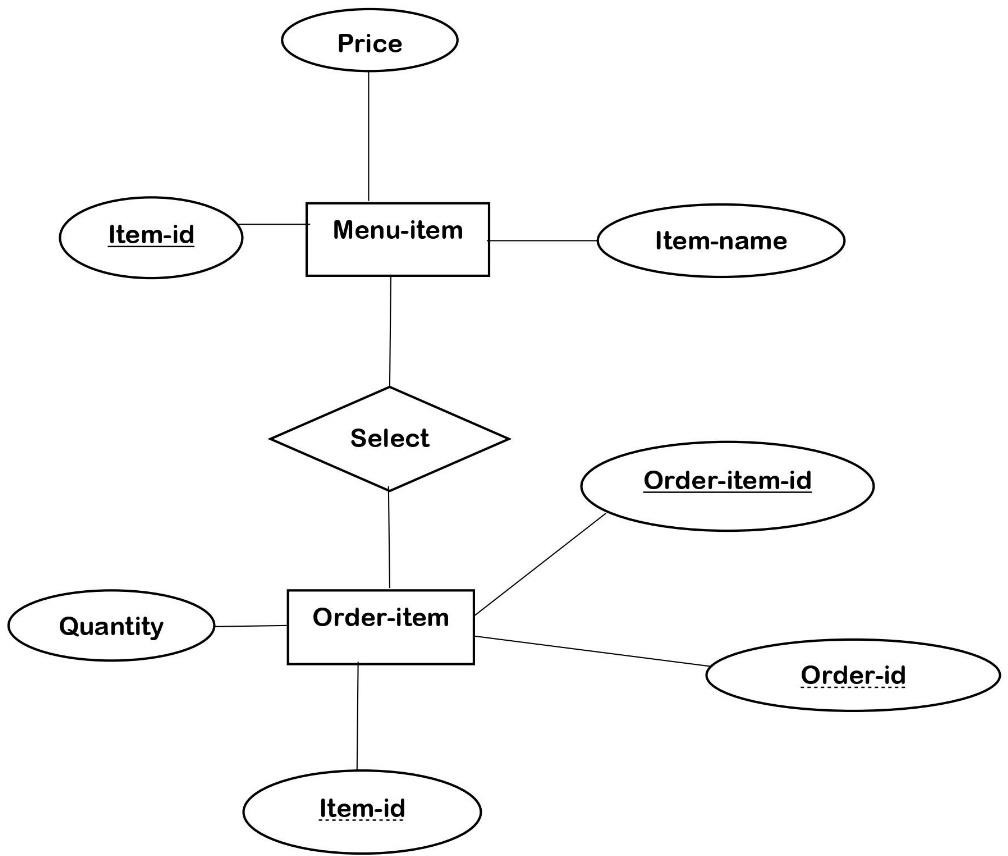 Price
Item-id
Menu-item
Item-name
Select
Order-item-id
Quantity
Order-item
Order-id
Item-id